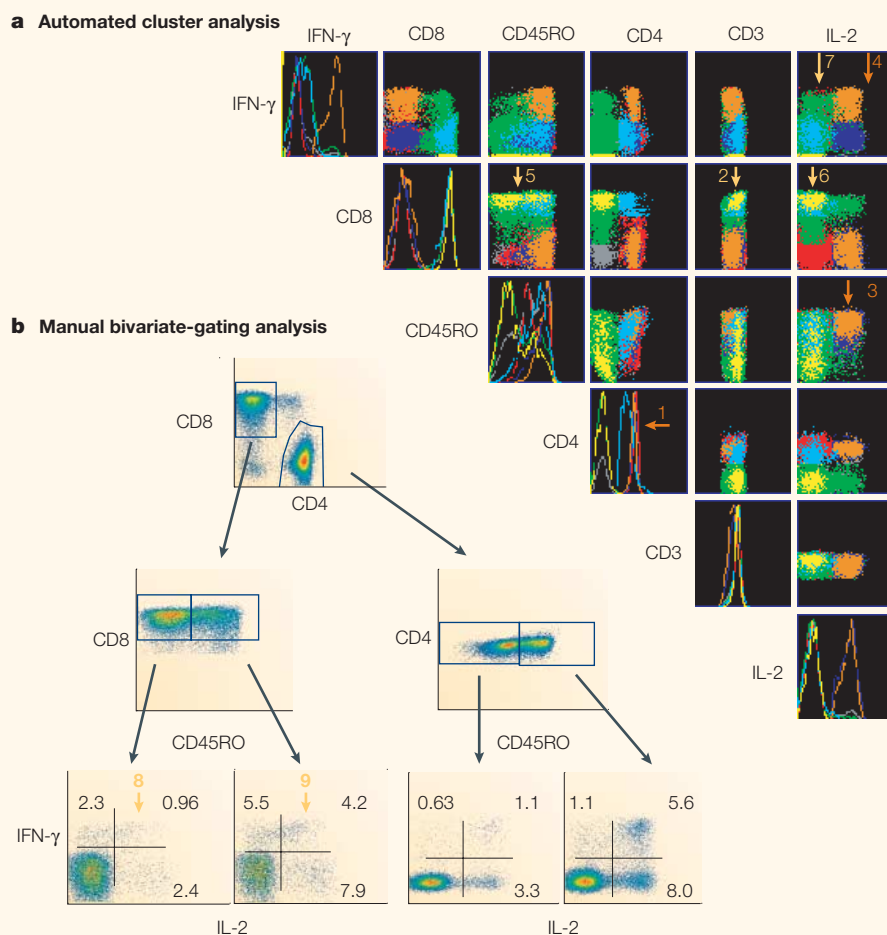 a Automated cluster analysis
IFN-γ CD8 CD45RO CD4 CD3 IL-2
IFN-γ
7 4
CD8
5 2 6
CD45RO
3
CD4
1
CD3
IL-2
b Manual bivariate-gating analysis
CD8
CD4
CD8
CD45RO
CD4
CD45RO
8 9
IFN-γ
2.3 0.96 5.5 4.2 0.63 1.1 1.1 5.6
2.4 7.9 3.3 8.0
IL-2 IL-2